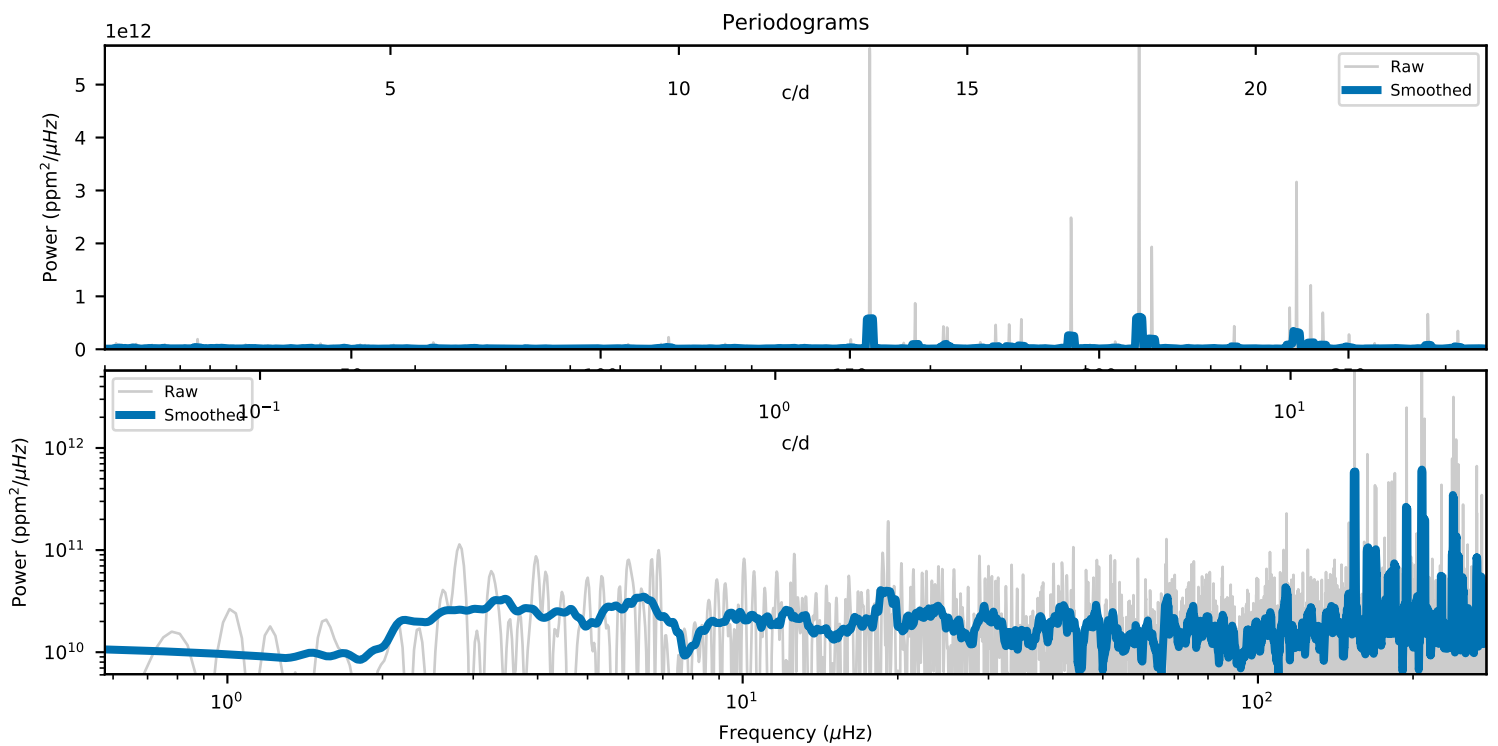 Periodograms
1e12
Raw
Smoothed
5 10 15 20
c/d
Power (ppm²/μHz)
5
4
3
2
1
0
Raw
Smoothed
10⁻¹ 10⁰ 10¹
c/d
Power (ppm²/μHz)
10¹²
10¹¹
10¹⁰
10⁰ 10¹ 10²
Frequency (μHz)